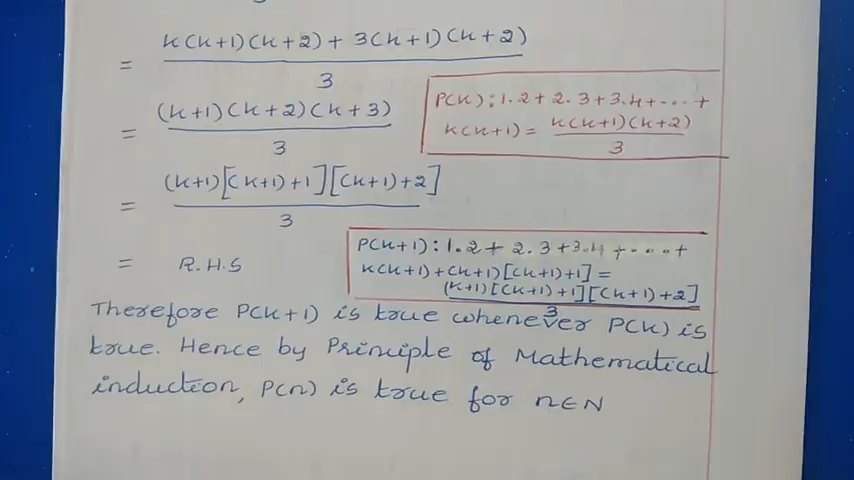 k(k+1)(k+2) + 3(k+1)(k+2)
=
3
(k+1)(k+2)(k+3)
=
3
P(k) : 1.2 + 2.3 + 3.4 + ---- +
k(k+1) = k(k+1)(k+2)
3
(k+1)[(k+1)+1][(k+1)+2]
=
3
= R.H.S
P(k+1) : 1.2 + 2.3 + 3.4 + ---- +
k(k+1) + (k+1)[(k+1)+1] =
(k+1)[(k+1)+1][(k+1)+2]
3
Therefore P(k+1) is true whenever P(k) is
true. Hence by Principle of Mathematical
induction, P(n) is true for n∈N